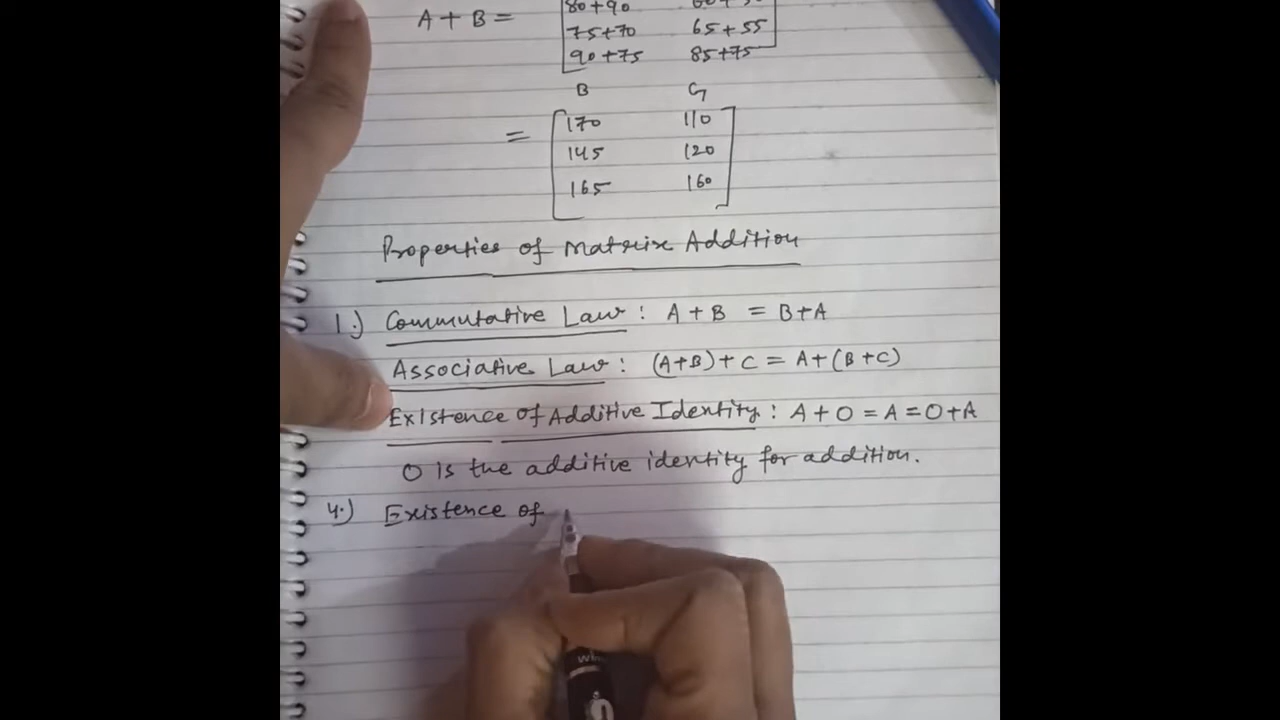 A + B = 80+90
75+70 65+55
90+75 85+75
B G
= 170 110
145 120
165 160
Properties of Matrix Addition
1.) Commutative Law : A + B = B+A
Associative Law : (A+B)+C = A+(B+C)
Existence of Additive Identity : A+O = A = O+A
O is the additive identity for addition.
4.) Existence of